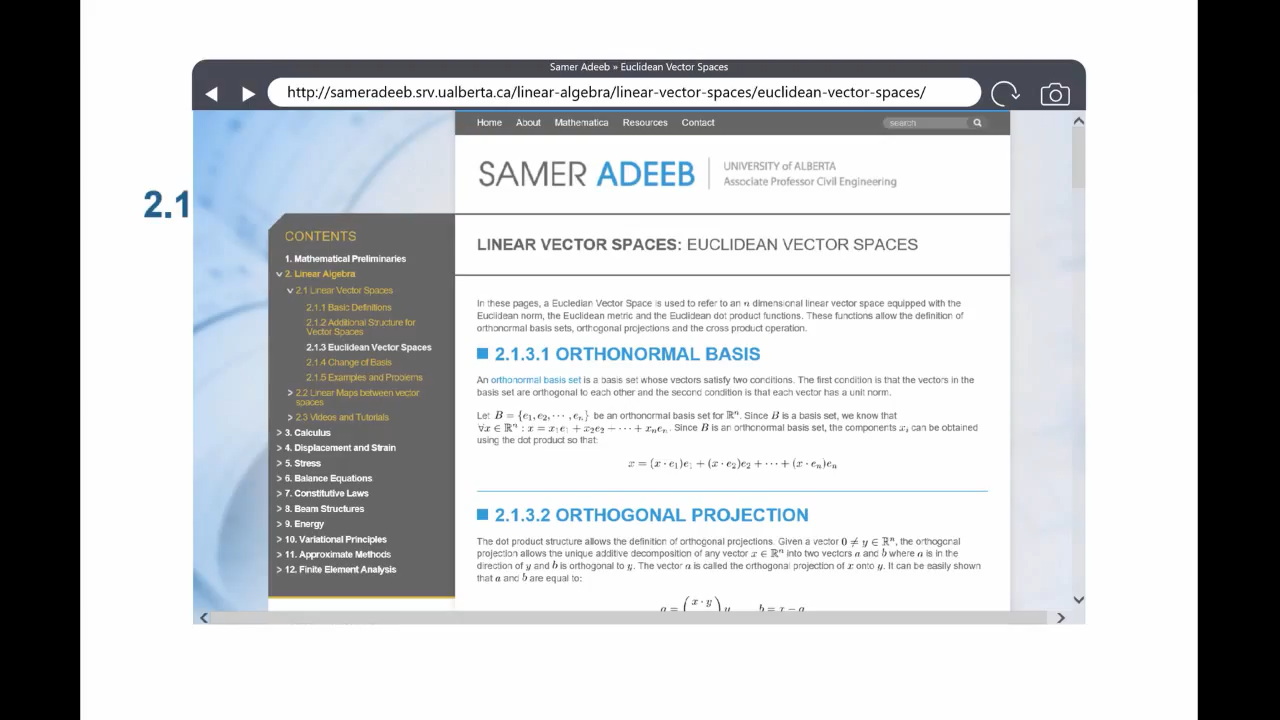 Samer Adeeb » Euclidean Vector Spaces
http://sameradeeb.srv.ualberta.ca/linear-algebra/linear-vector-spaces/euclidean-vector-spaces/
Home About Mathematica Resources Contact search
SAMER ADEEB
UNIVERSITY of ALBERTA
Associate Professor Civil Engineering
2.1
CONTENTS
1. Mathematical Preliminaries
2. Linear Algebra
2.1 Linear Vector Spaces
2.1.1 Basic Definitions
2.1.2 Additional Structure for
Vector Spaces
2.1.3 Euclidean Vector Spaces
2.1.4 Change of Basis
2.1.5 Examples and Problems
2.2 Linear Maps between vector
spaces
2.3 Videos and Tutorials
3. Calculus
4. Displacement and Strain
5. Stress
6. Balance Equations
7. Constitutive Laws
8. Beam Structures
9. Energy
10. Variational Principles
11. Approximate Methods
12. Finite Element Analysis
LINEAR VECTOR SPACES: EUCLIDEAN VECTOR SPACES
In these pages, a Eucledian Vector Space is used to refer to an n dimensional linear vector space equipped with the
Euclidean norm, the Euclidean metric and the Euclidean dot product functions. These functions allow the definition of
orthonormal basis sets, orthogonal projections and the cross product operation.
2.1.3.1 ORTHONORMAL BASIS
An orthonormal basis set is a basis set whose vectors satisfy two conditions. The first condition is that the vectors in the
basis set are orthogonal to each other and the second condition is that each vector has a unit norm.
Let B = {e₁, e₂, ⋯, eₙ} be an orthonormal basis set for ℝⁿ. Since B is a basis set, we know that
∀x ∈ ℝⁿ : x = x₁e₁ + x₂e₂ + ⋯ + xₙeₙ. Since B is an orthonormal basis set, the components xᵢ can be obtained
using the dot product so that:
x = (x · e₁)e₁ + (x · e₂)e₂ + ⋯ + (x · eₙ)eₙ
2.1.3.2 ORTHOGONAL PROJECTION
The dot product structure allows the definition of orthogonal projections. Given a vector 0 ≠ y ∈ ℝⁿ, the orthogonal
projection allows the unique additive decomposition of any vector x ∈ ℝⁿ into two vectors a and b where a is in the
direction of y and b is orthogonal to y. The vector a is called the orthogonal projection of x onto y. It can be easily shown
that a and b are equal to:
a = (x · y) y b = x − a